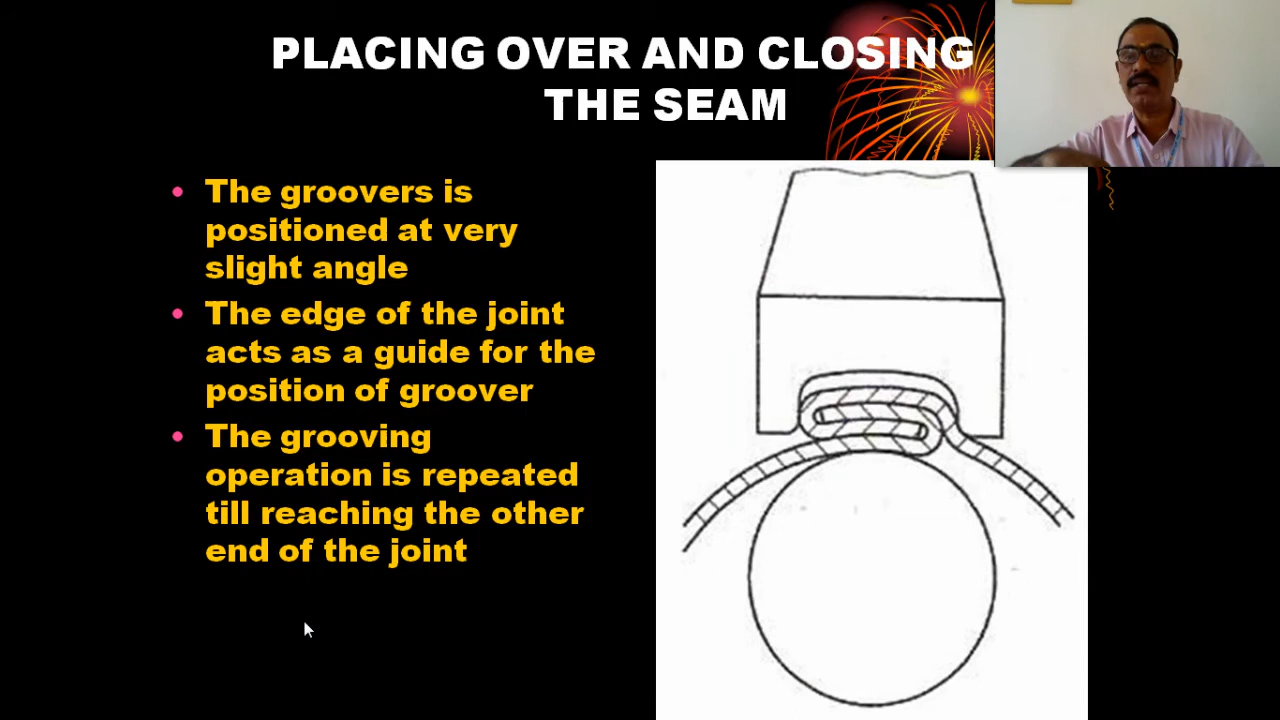 PLACING OVER AND CLOSING
THE SEAM
• The groovers is
positioned at very
slight angle
• The edge of the joint
acts as a guide for the
position of groover
• The grooving
operation is repeated
till reaching the other
end of the joint